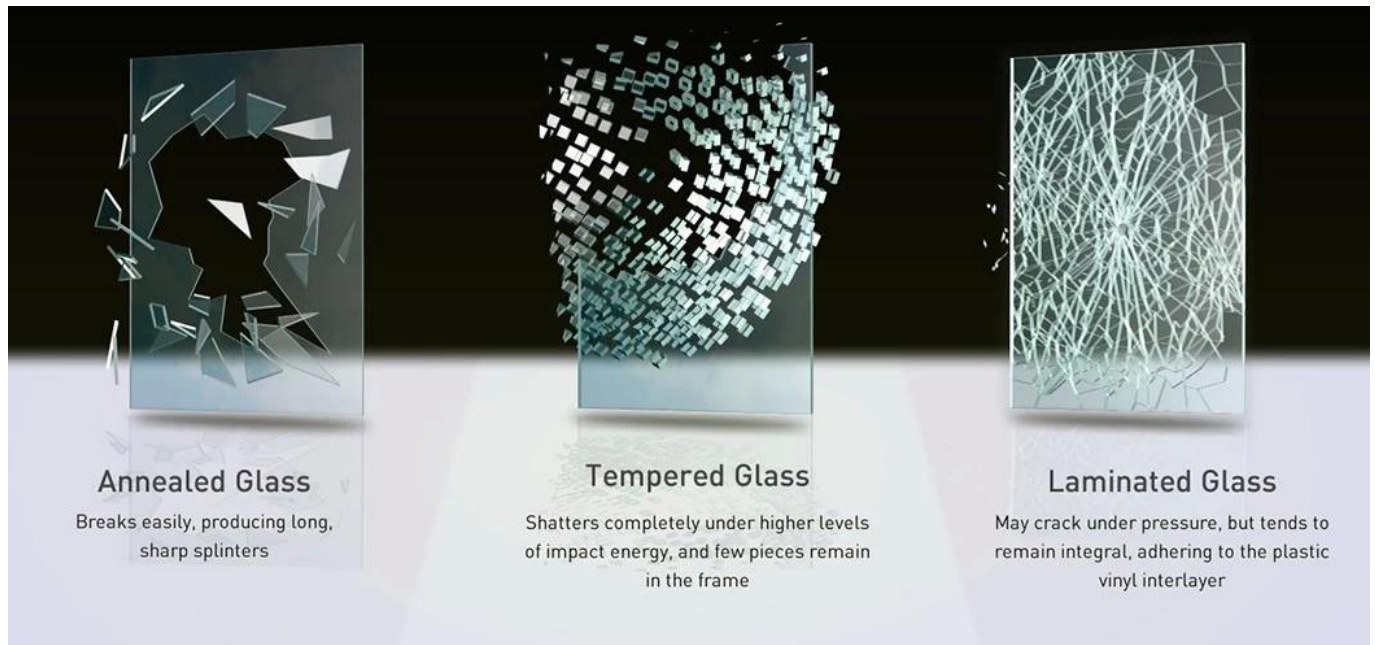 Annealed Glass
Breaks easily, producing long,
sharp splinters
Tempered Glass
Shatters completely under higher levels
of impact energy, and few pieces remain
in the frame
Laminated Glass
May crack under pressure, but tends to
remain integral, adhering to the plastic
vinyl interlayer